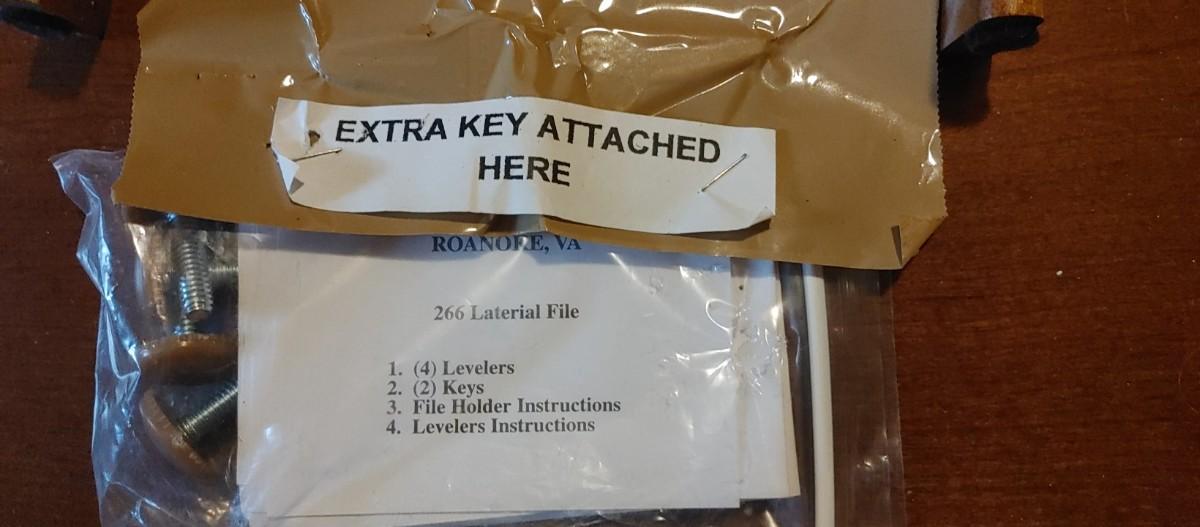 EXTRA KEY ATTACHED
HERE
ROANOKE, VA
266 Laterial File
1. (4) Levelers
2. (2) Keys
3. File Holder Instructions
4. Levelers Instructions